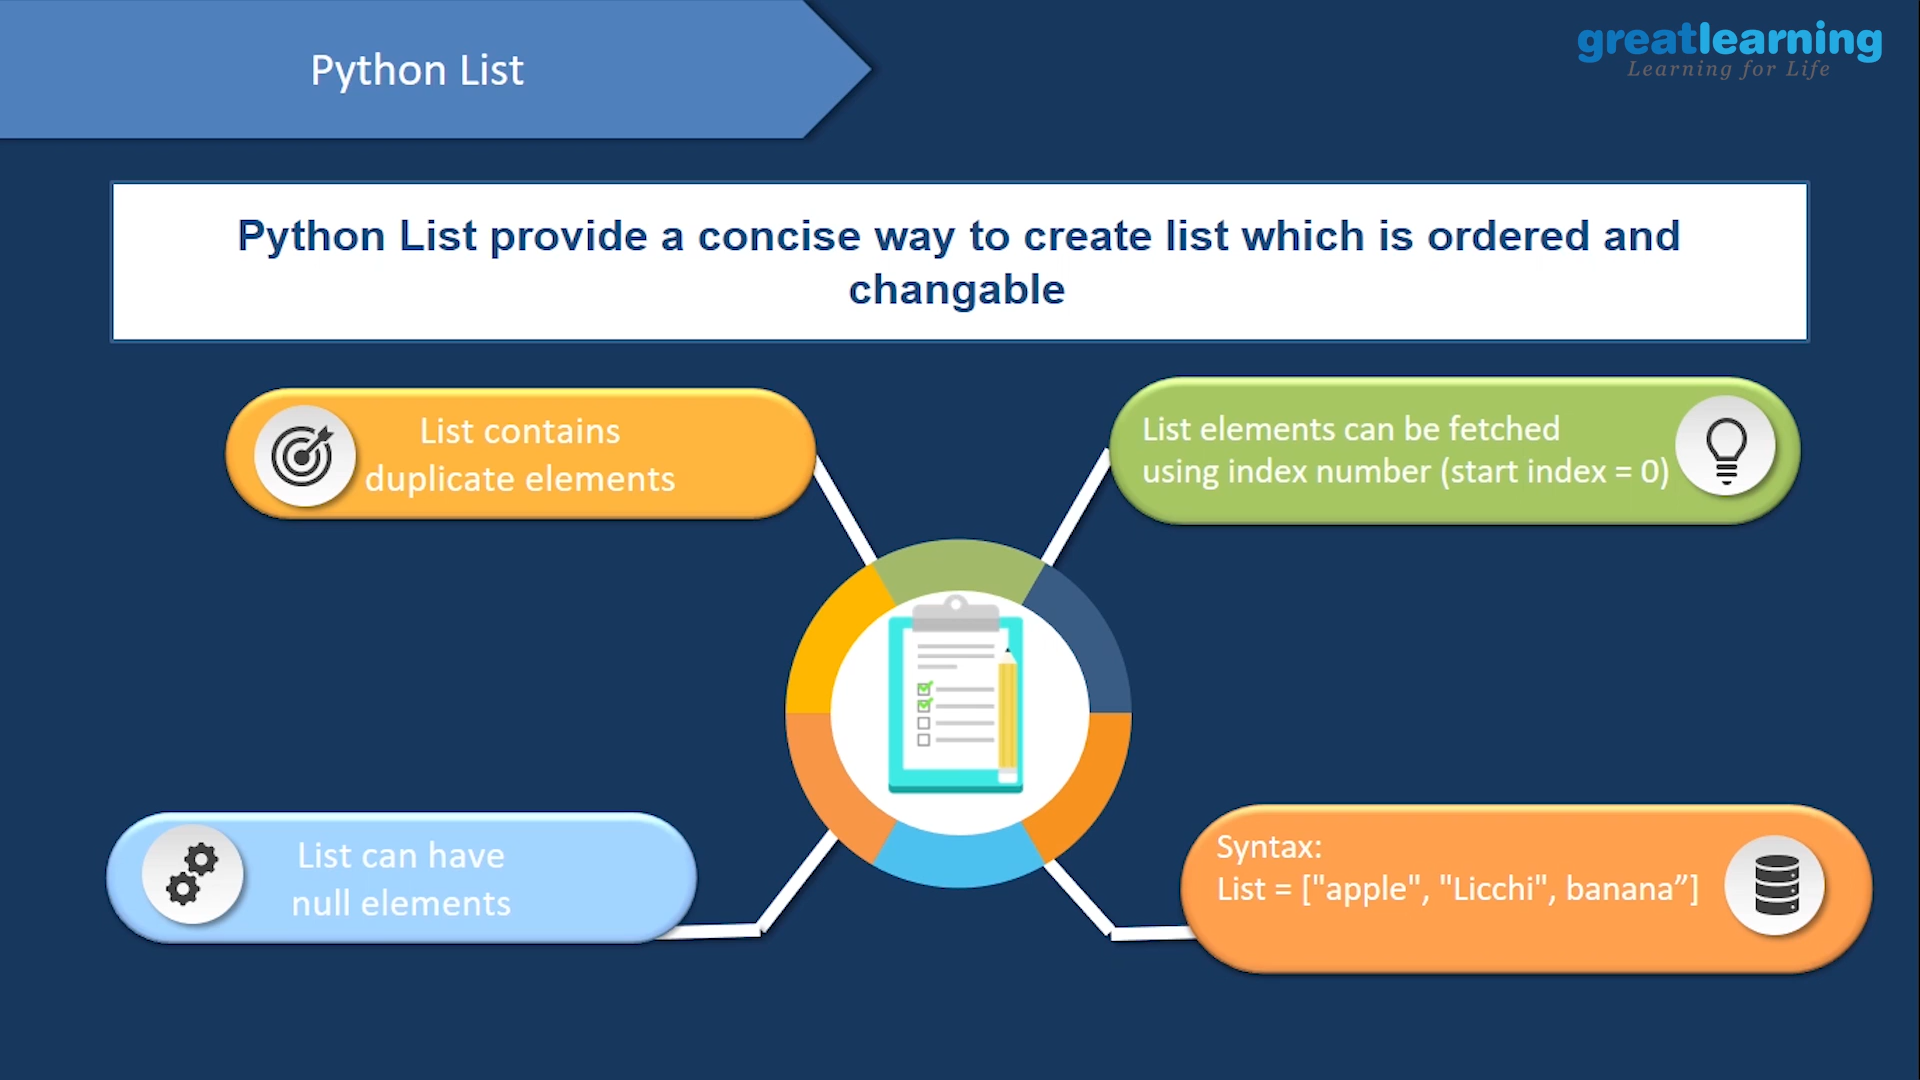 Python List
greatlearning
Learning for Life
Python List provide a concise way to create list which is ordered and
changable
List contains
duplicate elements
List elements can be fetched
using index number (start index = 0)
List can have
null elements
Syntax:
List = ["apple", "Licchi", banana”]